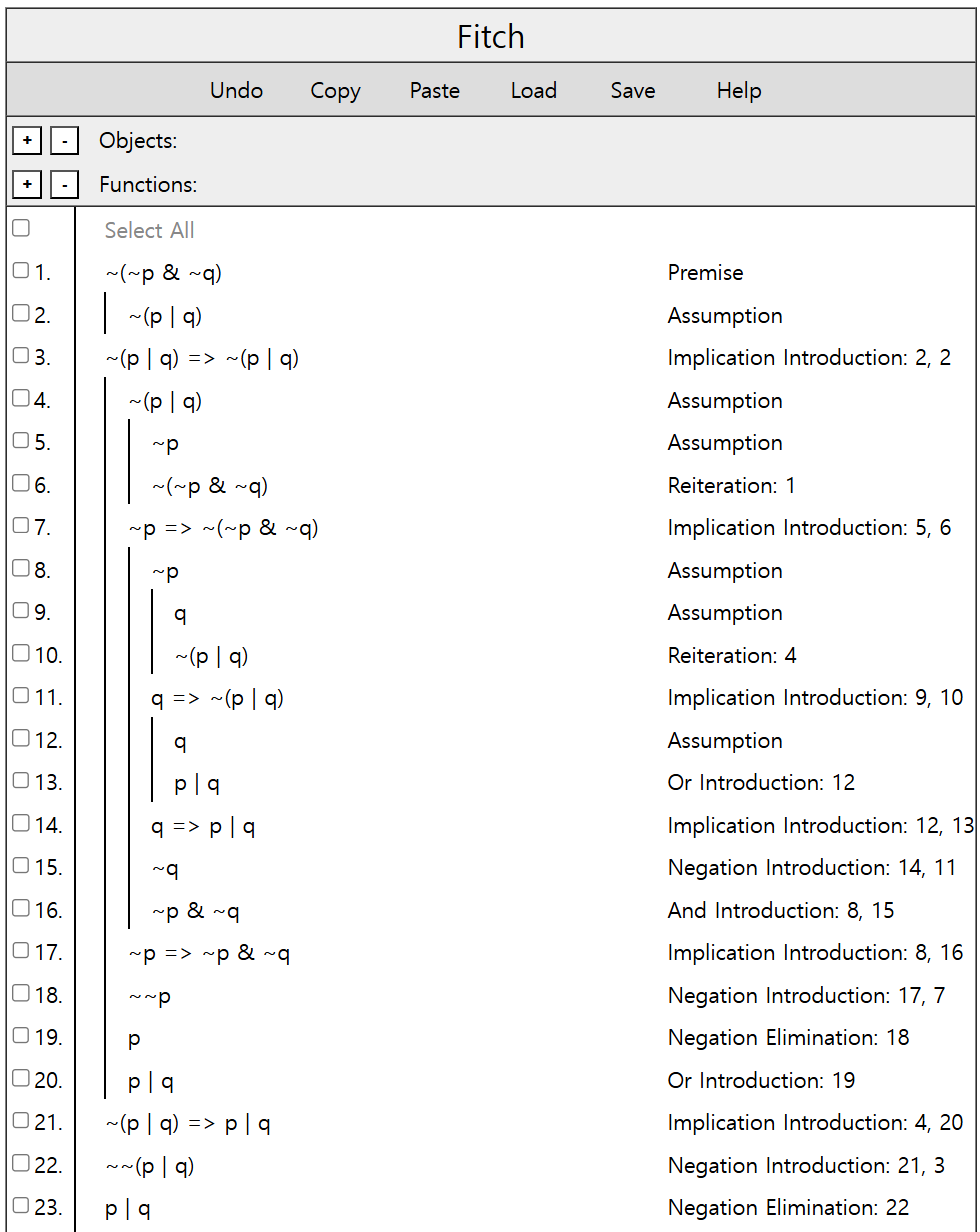 Fitch
Undo Copy Paste Load Save Help
+ - Objects:
+ - Functions:
Select All
1. ~(~p & ~q) Premise
2. ~(p | q) Assumption
3. ~(p | q) => ~(p | q) Implication Introduction: 2, 2
4. ~(p | q) Assumption
5. ~p Assumption
6. ~(~p & ~q) Reiteration: 1
7. ~p => ~(~p & ~q) Implication Introduction: 5, 6
8. ~p Assumption
9. q Assumption
10. ~(p | q) Reiteration: 4
11. q => ~(p | q) Implication Introduction: 9, 10
12. q Assumption
13. p | q Or Introduction: 12
14. q => p | q Implication Introduction: 12, 13
15. ~q Negation Introduction: 14, 11
16. ~p & ~q And Introduction: 8, 15
17. ~p => ~p & ~q Implication Introduction: 8, 16
18. ~~p Negation Introduction: 17, 7
19. p Negation Elimination: 18
20. p | q Or Introduction: 19
21. ~(p | q) => p | q Implication Introduction: 4, 20
22. ~~(p | q) Negation Introduction: 21, 3
23. p | q Negation Elimination: 22